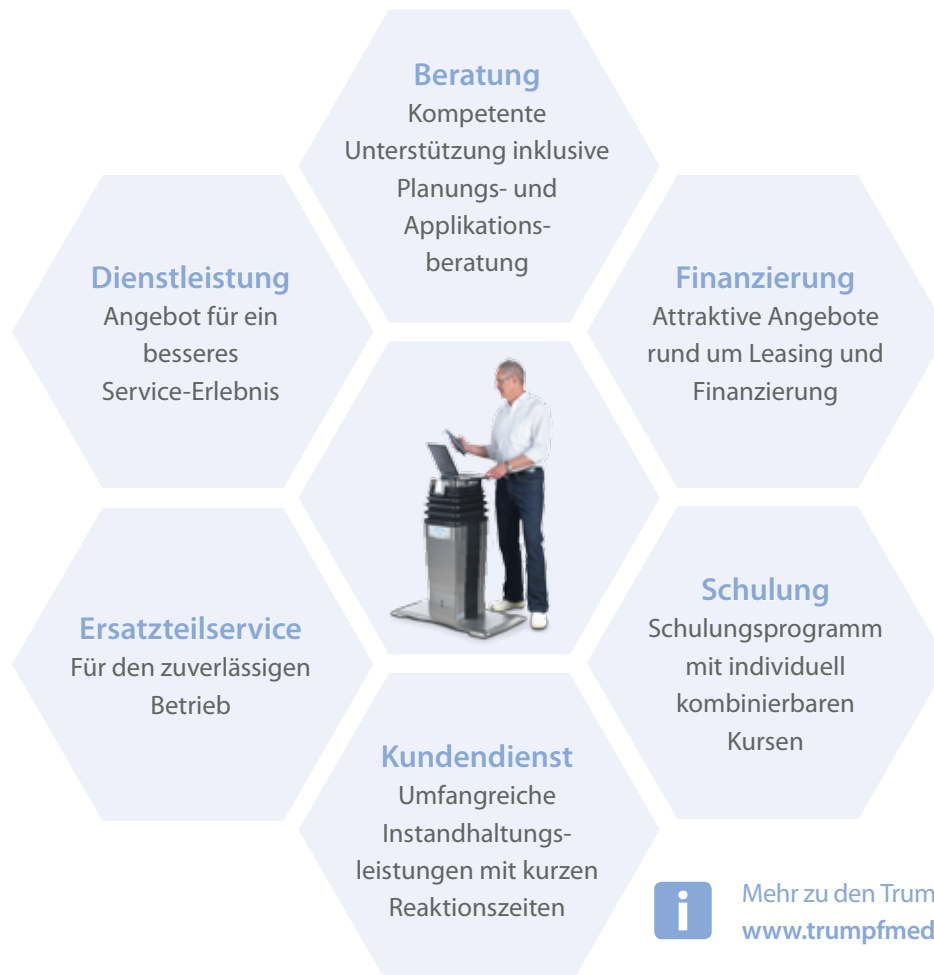 Beratung
Kompetente
Unterstützung inklusive
Planungs- und
Applikations-
beratung
Dienstleistung
Angebot für ein
besseres
Service-Erlebnis
Finanzierung
Attraktive Angebote
rund um Leasing und
Finanzierung
Ersatzteilservice
Für den zuverlässigen
Betrieb
Schulung
Schulungsprogramm
mit individuell
kombinierbaren
Kursen
Kundendienst
Umfangreiche
Instandhaltungs-
leistungen mit kurzen
Reaktionszeiten
i
Mehr zu den Trum
www.trumpfmed